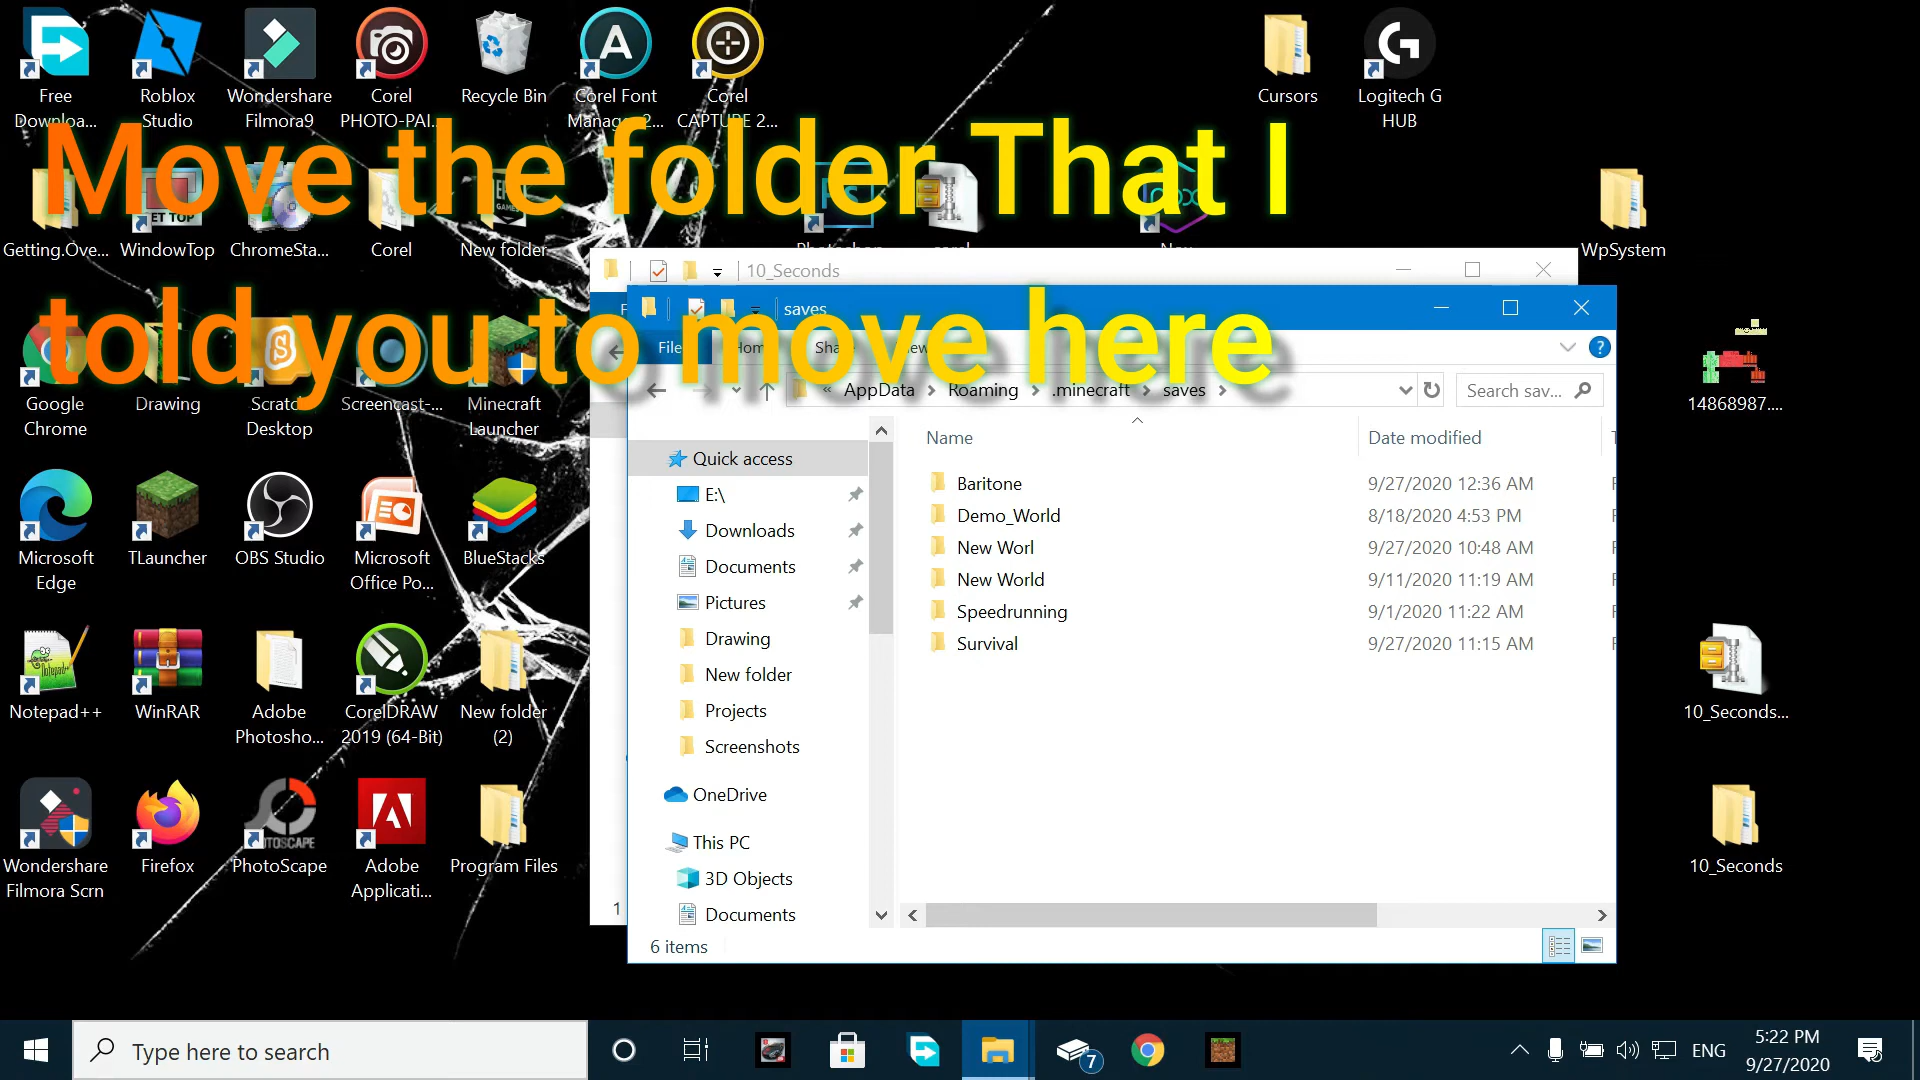 Free
Downloa...
Roblox
Studio
Wondershare
Filmora9
Corel
PHOTO-PAI...
Recycle Bin
Corel Font
Manager 2...
Corel
CAPTURE 2...
Cursors
Logitech G
HUB
Move the folder That I
told you to move here
Getting.Ove...
WindowTop
ChromeSta...
Corel
New folder
WpSystem
10_Seconds
saves
File
AppData
Roaming
.minecraft
saves
Search sav...
Google
Chrome
Drawing
Scratch
Desktop
Screencast-...
Minecraft
Launcher
14868987....
Name
Date modified
Quick access
E:\
Downloads
Documents
Pictures
Drawing
New folder
Projects
Screenshots
OneDrive
This PC
3D Objects
Documents
Baritone 9/27/2020 12:36 AM
Demo_World 8/18/2020 4:53 PM
New Worl 9/27/2020 10:48 AM
New World 9/11/2020 11:19 AM
Speedrunning 9/1/2020 11:22 AM
Survival 9/27/2020 11:15 AM
6 items
1
Microsoft
Edge
TLauncher
OBS Studio
Microsoft
Office Po...
BlueStacks
Notepad++
WinRAR
Adobe
Photosho...
CorelDRAW
2019 (64-Bit)
New folder
(2)
10_Seconds...
Wondershare
Filmora Scrn
Firefox
PhotoScape
Adobe
Applicati...
Program Files
10_Seconds
Type here to search
7
ENG
5:22 PM
9/27/2020